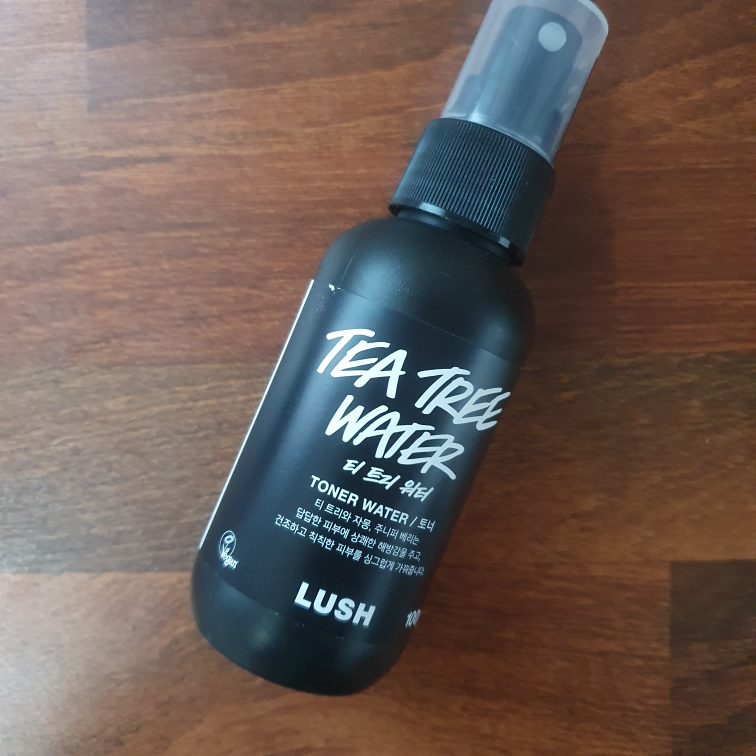 TEA TREE
WATER
티 트리 워터
TONER WATER / 토너
티 트리와 자몽, 주니퍼 베리는
답답한 피부에 상쾌한 해방감을 주고,
건조하고 칙칙한 피부를 싱그럽게 가꿔줍니다.
Vegan
LUSH
100